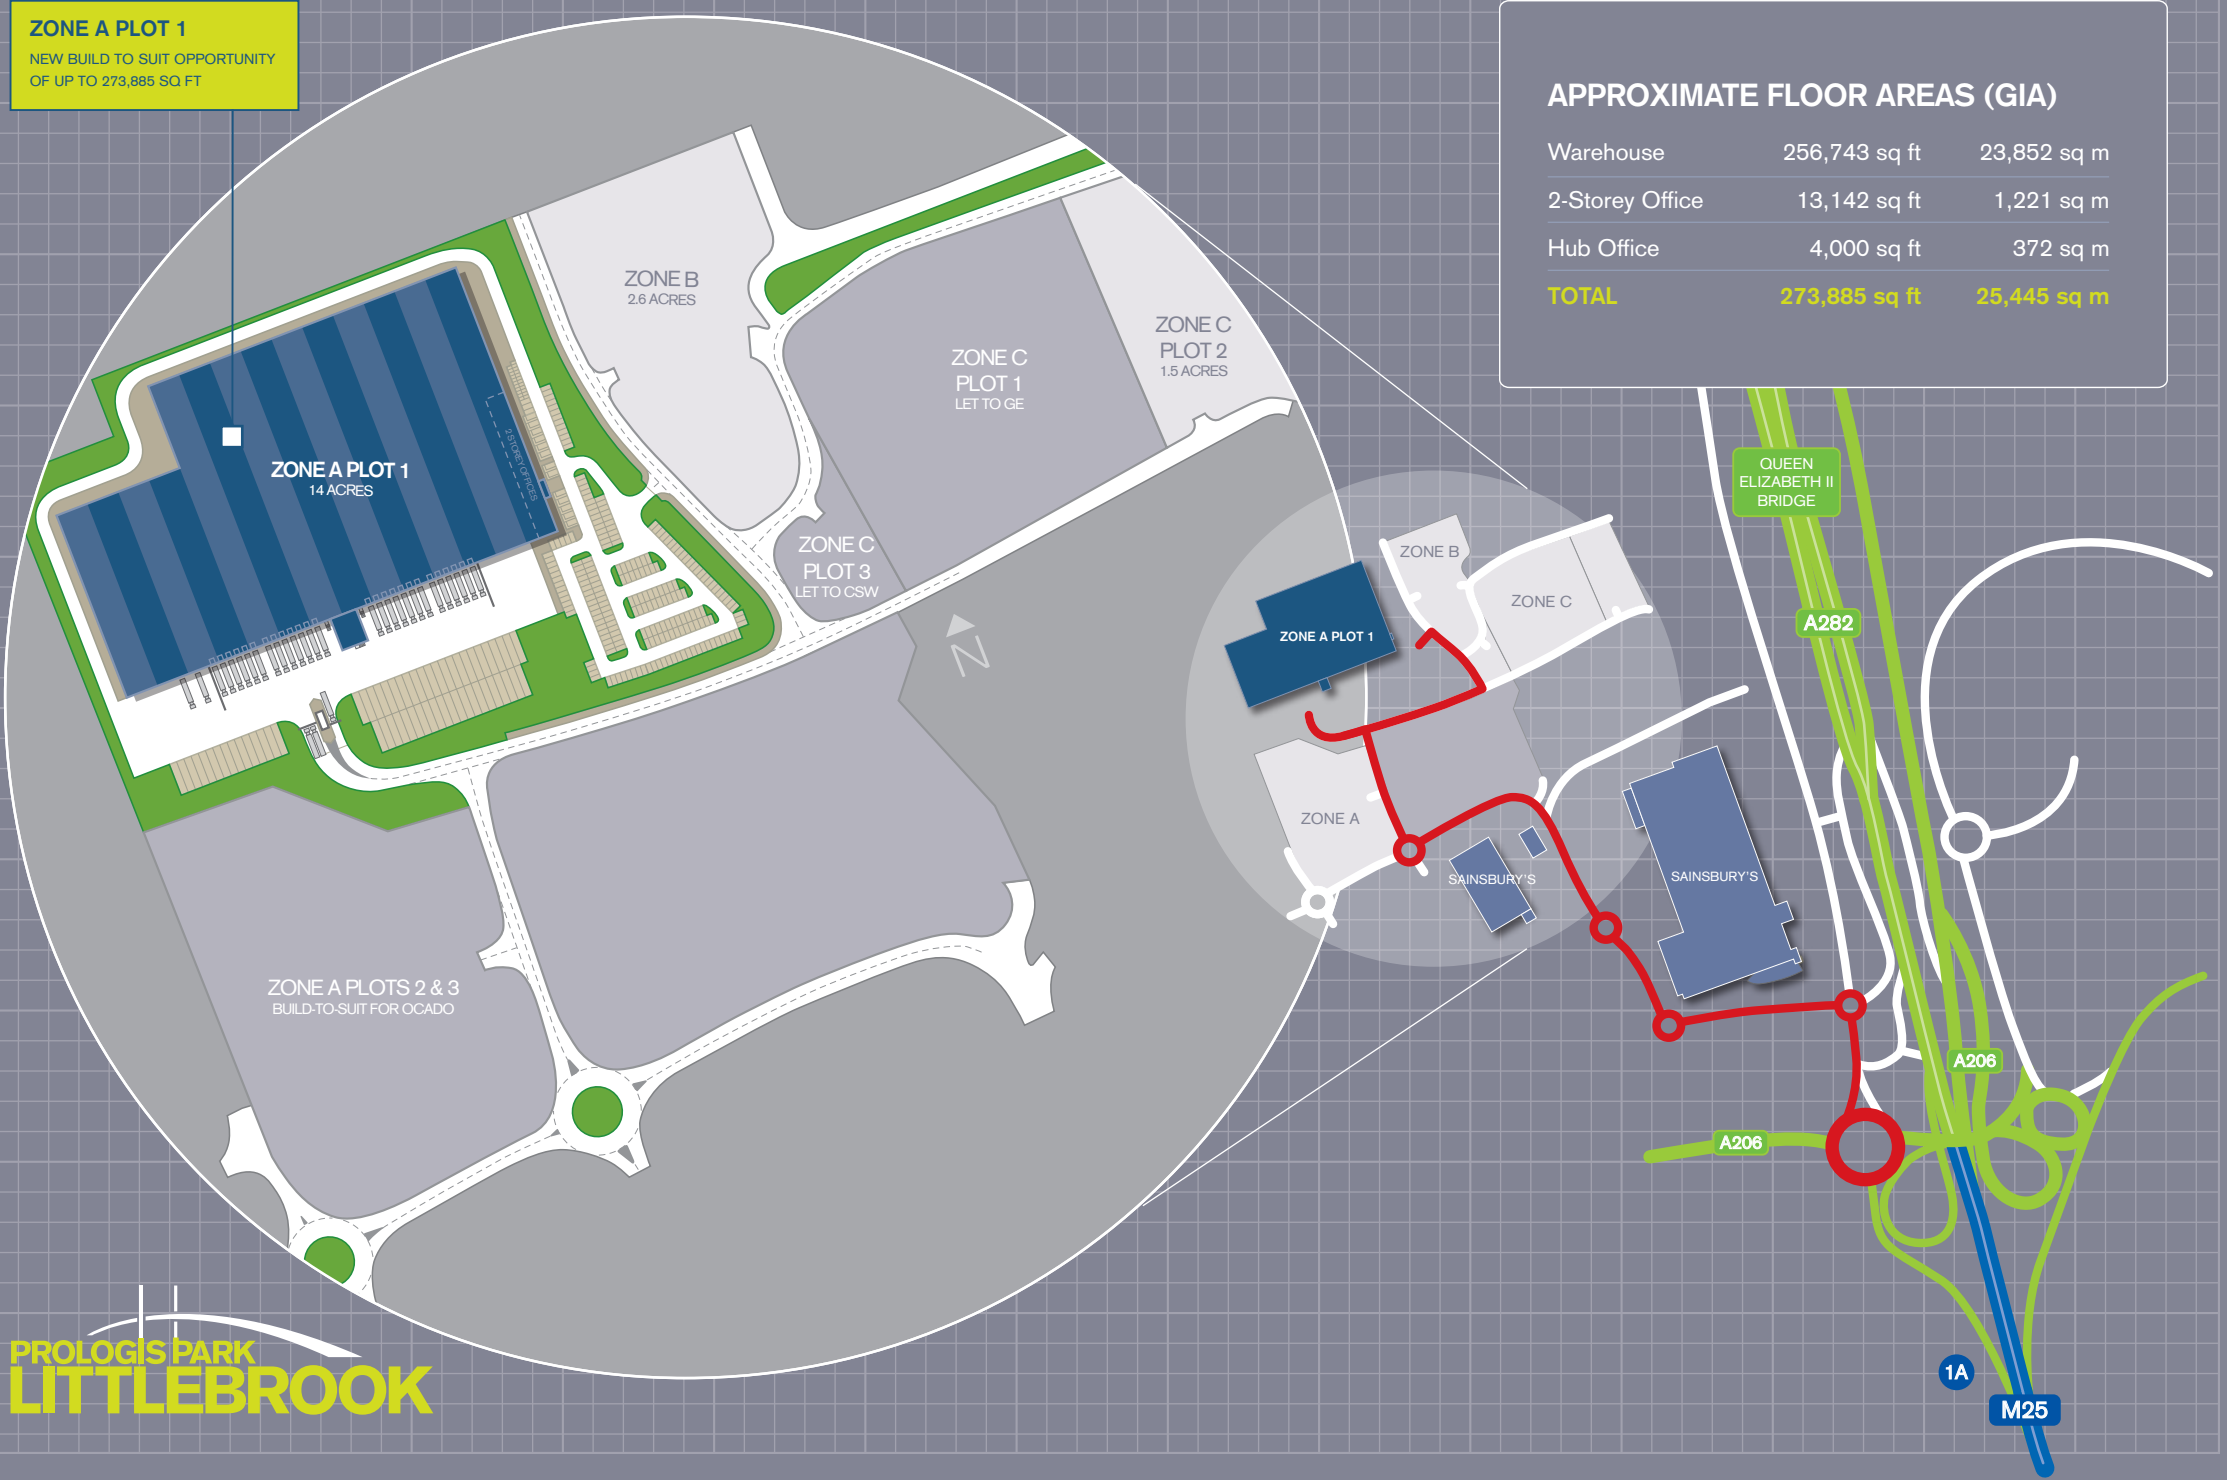 ZONE A PLOT 1
NEW BUILD TO SUIT OPPORTUNITY
OF UP TO 273,885 SQ FT
APPROXIMATE FLOOR AREAS (GIA)
Warehouse 256,743 sq ft 23,852 sq m
2-Storey Office 13,142 sq ft 1,221 sq m
Hub Office 4,000 sq ft 372 sq m
TOTAL 273,885 sq ft 25,445 sq m
ZONE B
2.6 ACRES
ZONE C
PLOT 1
LET TO GE
ZONE C
PLOT 2
1.5 ACRES
ZONE A PLOT 1
14 ACRES
2 STOREY OFFICES
ZONE C
PLOT 3
LET TO CSW
N
ZONE A PLOTS 2 & 3
BUILD-TO-SUIT FOR OCADO
QUEEN
ELIZABETH II
BRIDGE
A282
ZONE B
ZONE C
ZONE A PLOT 1
ZONE A
SAINSBURY'S
SAINSBURY'S
A206
A206
1A
M25
PROLOGIS PARK
LITTLEBROOK